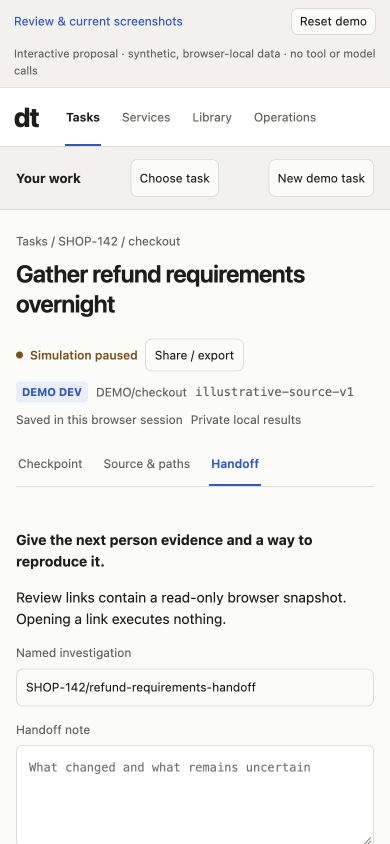 Review & current screenshots
Reset demo
Interactive proposal · synthetic, browser-local data · no tool or model
calls
dt
Tasks
Services
Library
Operations
Your work
Choose task
New demo task
Tasks / SHOP-142 / checkout
Gather refund requirements
overnight
Simulation paused
Share / export
DEMO DEV
DEMO/checkout
illustrative-source-v1
Saved in this browser session
Private local results
Checkpoint
Source & paths
Handoff
Give the next person evidence and a way to
reproduce it.
Review links contain a read-only browser snapshot.
Opening a link executes nothing.
Named investigation
SHOP-142/refund-requirements-handoff
Handoff note
What changed and what remains uncertain